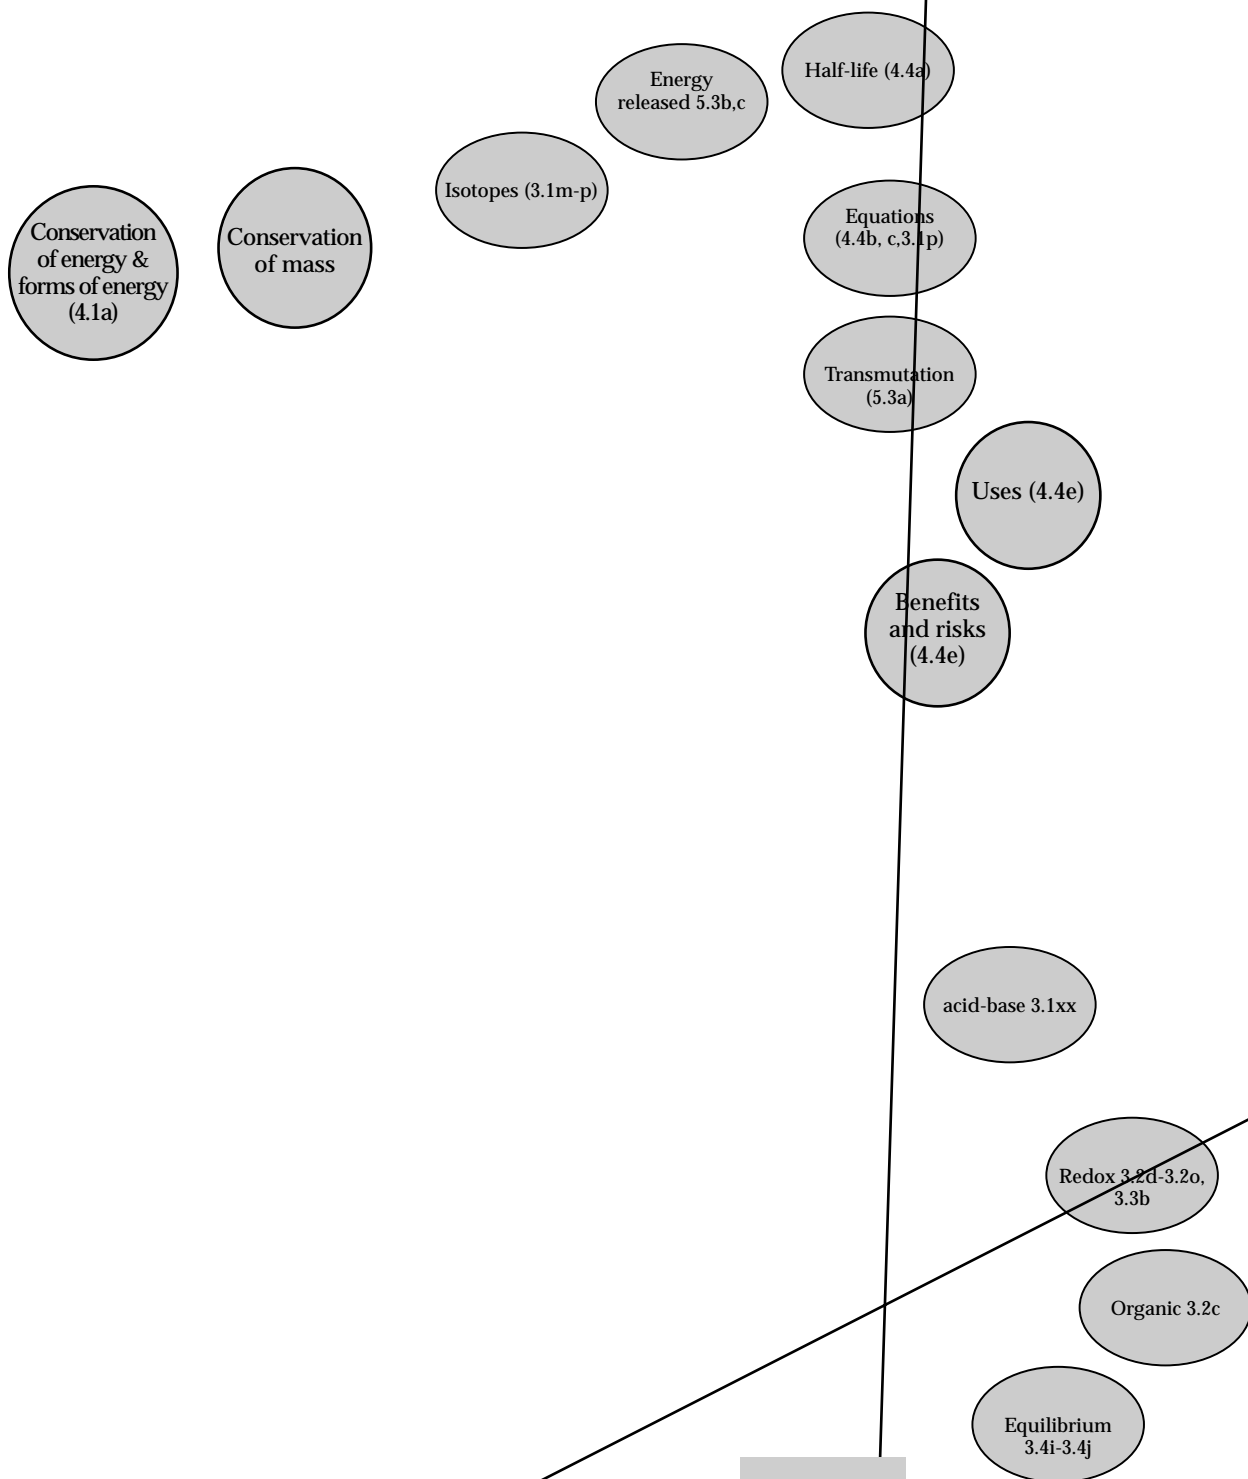 Half-life (4.4a)
Energy
released 5.3b,c
Isotopes (3.1m-p)
Conservation
of energy &
forms of energy
(4.1a)
Conservation
of mass
Equations
(4.4b, c,3.1p)
Transmutation
(5.3a)
Uses (4.4e)
Benefits
and risks
(4.4e)
acid-base 3.1xx
Redox 3.2d-3.2o,
3.3b
Organic 3.2c
Equilibrium
3.4i-3.4j